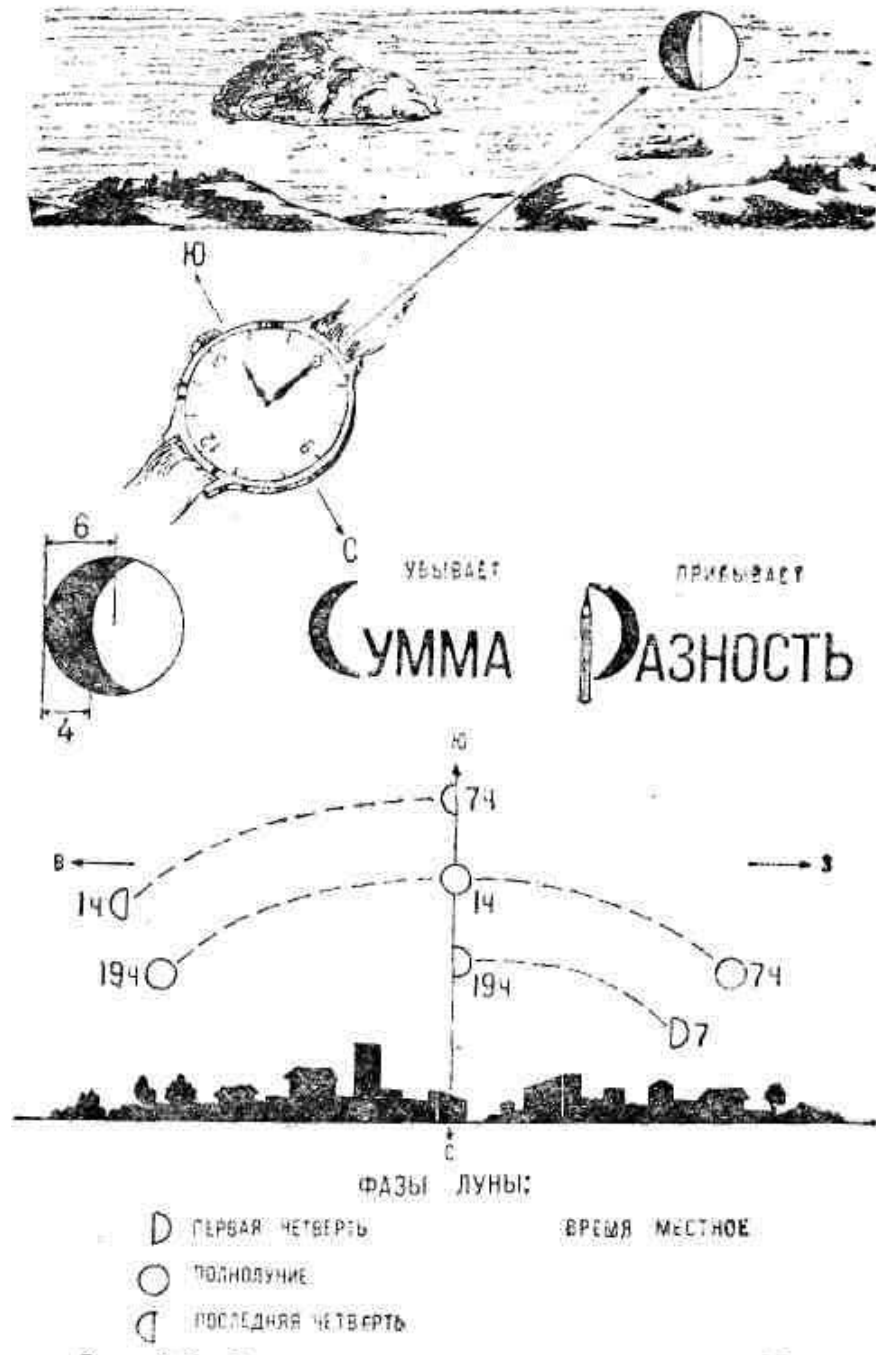 Ю
12
6
С
4
УБЫВАЕТ
ПРИБЫВАЕТ
СУММА
РАЗНОСТЬ
Ю
7Ч
В
З
1Ч
1Ч
19Ч
19Ч
7Ч
7
С
ФАЗЫ ЛУНЫ:
ПЕРВАЯ ЧЕТВЕРТЬ
ВРЕМЯ МЕСТНОЕ
ПОЛНОЛУНИЕ
ПОСЛЕДНЯЯ ЧЕТВЕРТЬ